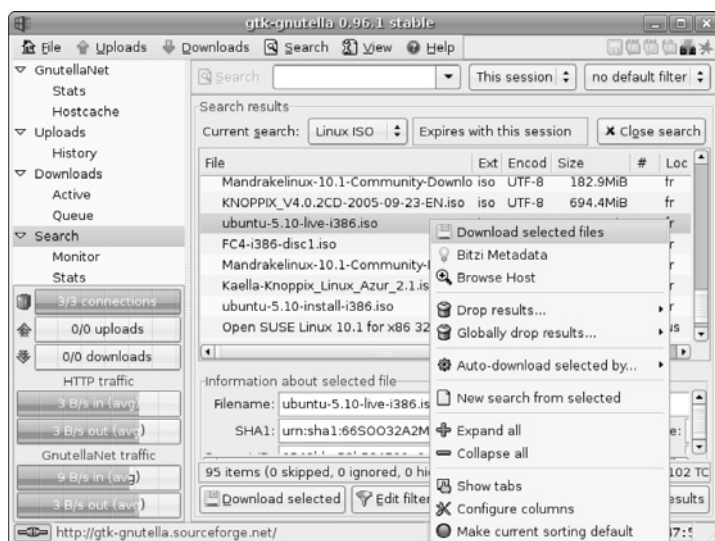 gtk-gnutella 0.96.1 stable
File Uploads Downloads Search View Help
GnutellaNet
Stats
Hostcache
Uploads
History
Downloads
Active
Queue
Search
Monitor
Stats
3/3 connections
0/0 uploads
0/0 downloads
HTTP traffic
3 B/s in (avg)
3 B/s out (avg)
GnutellaNet traffic
9 B/s in (avg)
3 B/s out (avg)
Search This session no default filter
Search results
Current search: Linux ISO Expires with this session Close search
File Ext Encod Size # Loc
Mandrakelinux-10.1-Community-Downlo iso UTF-8 182.9MiB fr
KNOPPIX_V4.0.2CD-2005-09-23-EN.iso iso UTF-8 694.4MiB fr
ubuntu-5.10-live-i386.iso
FC4-i386-disc1.iso
Mandrakelinux-10.1-Community-
Kaella-Knoppix_Linux_Azur_2.1.is
ubuntu-5.10-install-i386.iso
Open SUSE Linux 10.1 for x86 32
Information about selected file
Filename: ubuntu-5.10-live-i386.is
SHA1: urn:sha1:66SOO32A2M
95 items (0 skipped, 0 ignored, 0 hi
102 TC
Download selected Edit filter
esults
Download selected files
Bitzi Metadata
Browse Host
Drop results...
Globally drop results...
Auto-download selected by...
New search from selected
Expand all
Collapse all
Show tabs
Configure columns
Make current sorting default
http://gtk-gnutella.sourceforge.net/